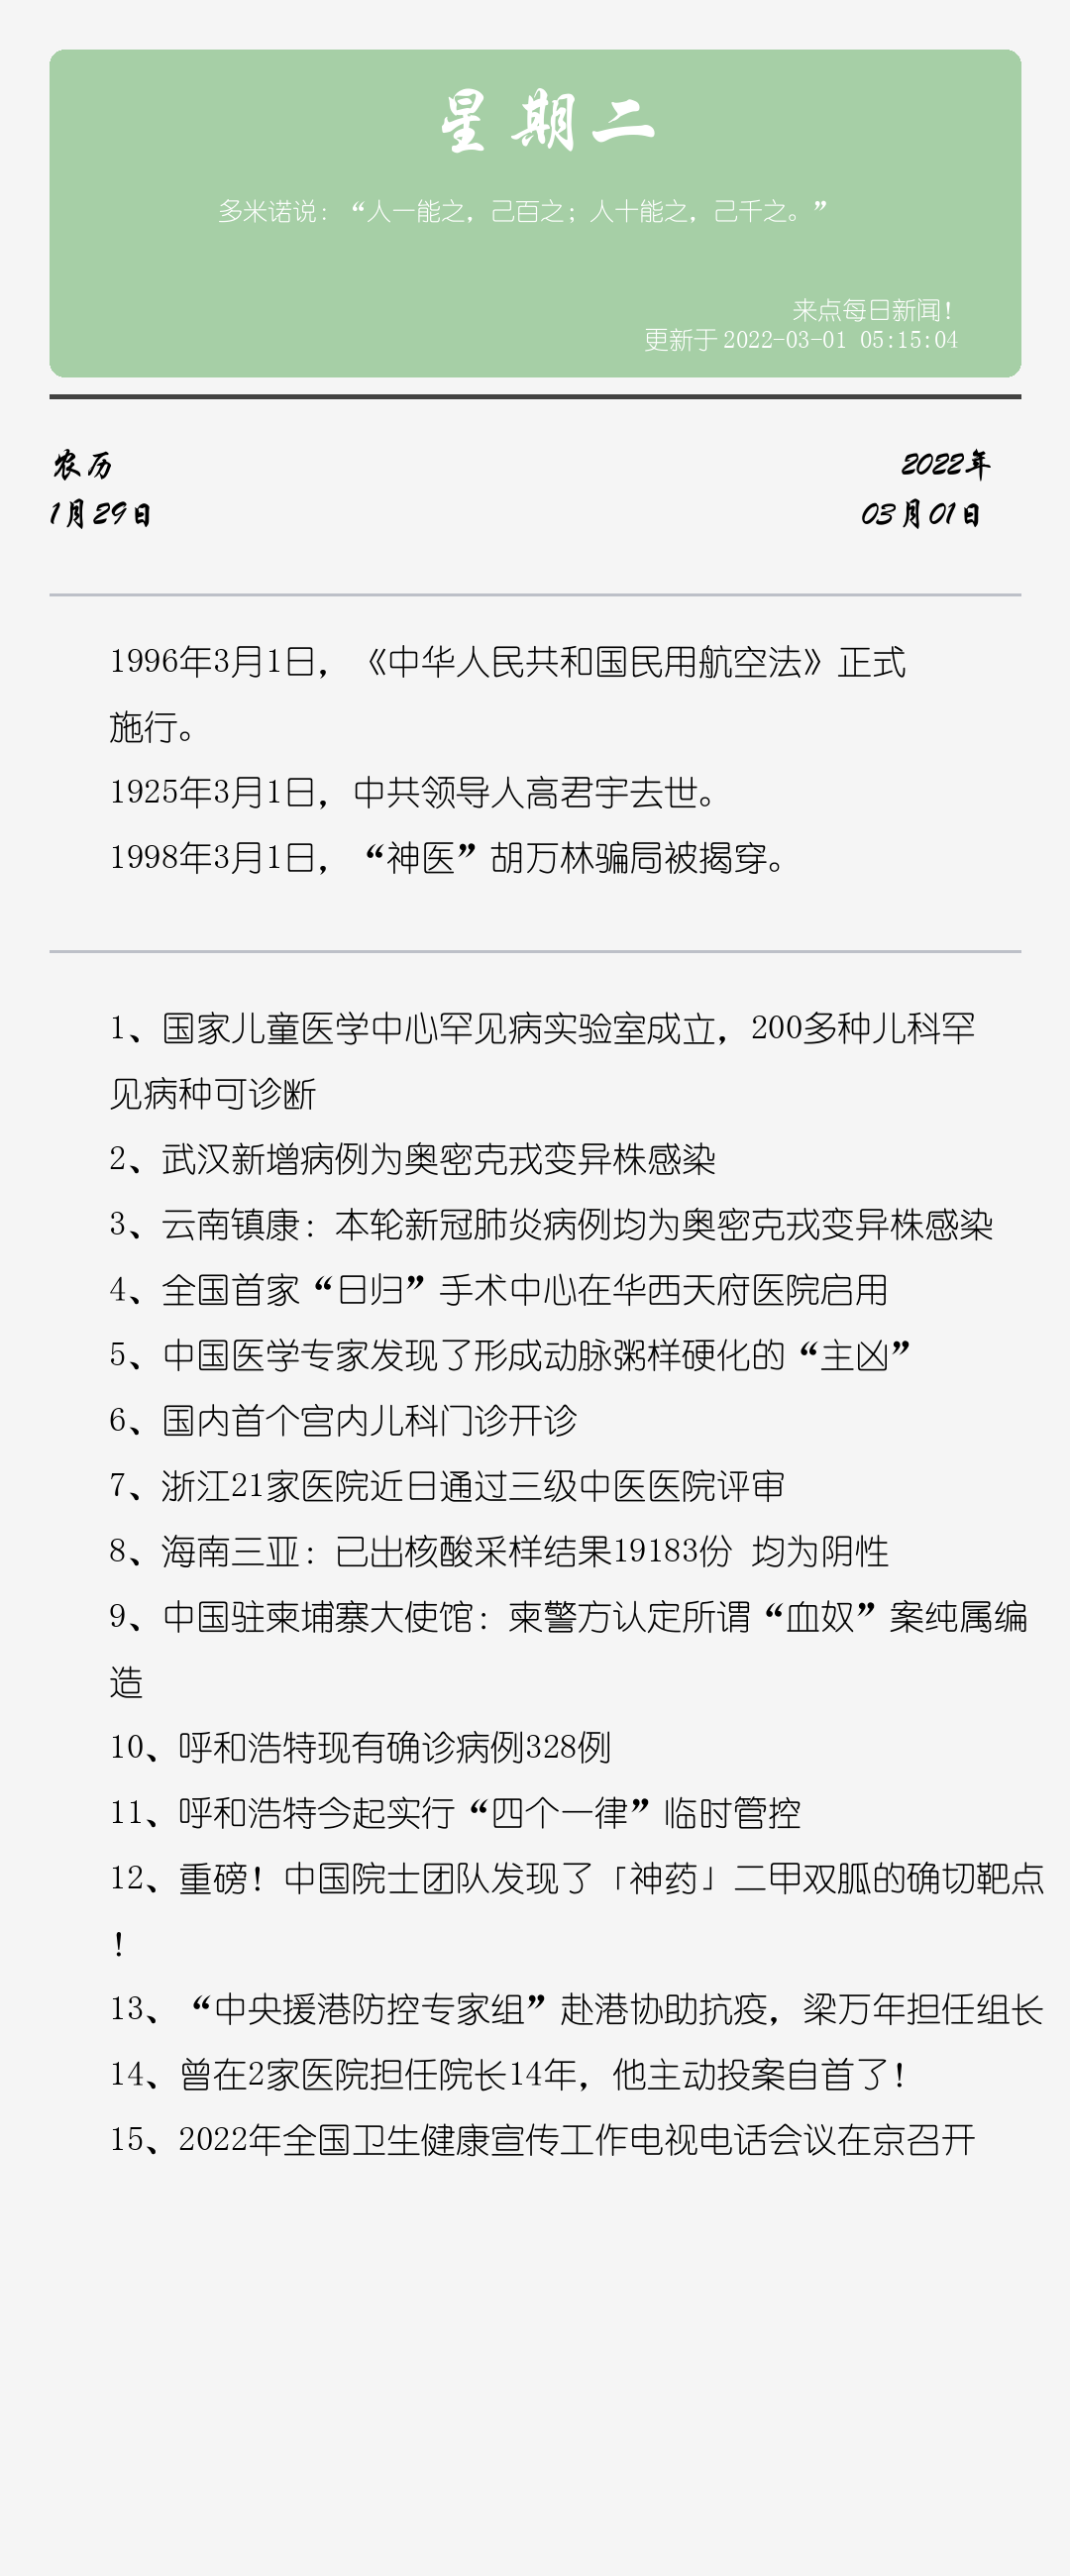 星期二
多米诺说：“人一能之，己百之；人十能之，己千之。”
来点每日新闻！
更新于 2022-03-01 05:15:04
农历
2022年
1月29日
03月01日
1996年3月1日，《中华人民共和国民用航空法》正式
施行。
1925年3月1日，中共领导人高君宇去世。
1998年3月1日，“神医”胡万林骗局被揭穿。
1、国家儿童医学中心罕见病实验室成立，200多种儿科罕
见病种可诊断
2、武汉新增病例为奥密克戎变异株感染
3、云南镇康：本轮新冠肺炎病例均为奥密克戎变异株感染
4、全国首家“日归”手术中心在华西天府医院启用
5、中国医学专家发现了形成动脉粥样硬化的“主凶”
6、国内首个宫内儿科门诊开诊
7、浙江21家医院近日通过三级中医医院评审
8、海南三亚：已出核酸采样结果19183份 均为阴性
9、中国驻柬埔寨大使馆：柬警方认定所谓“血奴”案纯属编
造
10、呼和浩特现有确诊病例328例
11、呼和浩特今起实行“四个一律”临时管控
12、重磅！中国院士团队发现了「神药」二甲双胍的确切靶点
！
13、“中央援港防控专家组”赴港协助抗疫，梁万年担任组长
14、曾在2家医院担任院长14年，他主动投案自首了！
15、2022年全国卫生健康宣传工作电视电话会议在京召开